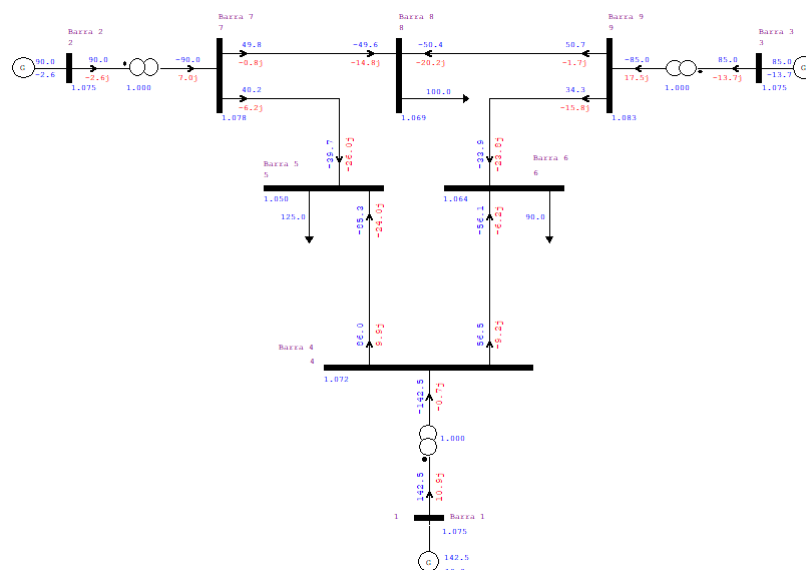 Barra 7
7
Barra 8
8
Barra 9
9
Barra 2
2
Barra 3
3
G
90.0
-2.6
90.0
-2.6j
1.075
1.000
-90.0
7.0j
49.8
-0.8j
-49.6
-14.8j
-50.4
-20.2j
50.7
-1.7j
-85.0
17.5j
1.000
85.0
-13.7j
1.075
85.0
-13.7
G
40.2
-6.2j
1.078
100.0
1.069
34.3
-15.8j
1.083
-39.7
-26.0j
-33.9
-23.8j
Barra 5
5
Barra 6
6
1.050
125.0
1.064
90.0
-85.3
-24.0j
-56.1
-6.2j
86.0
9.9j
56.5
-9.2j
Barra 4
4
1.072
-142.5
-0.7j
1.000
142.5
10.9j
1
Barra 1
1.075
G
142.5